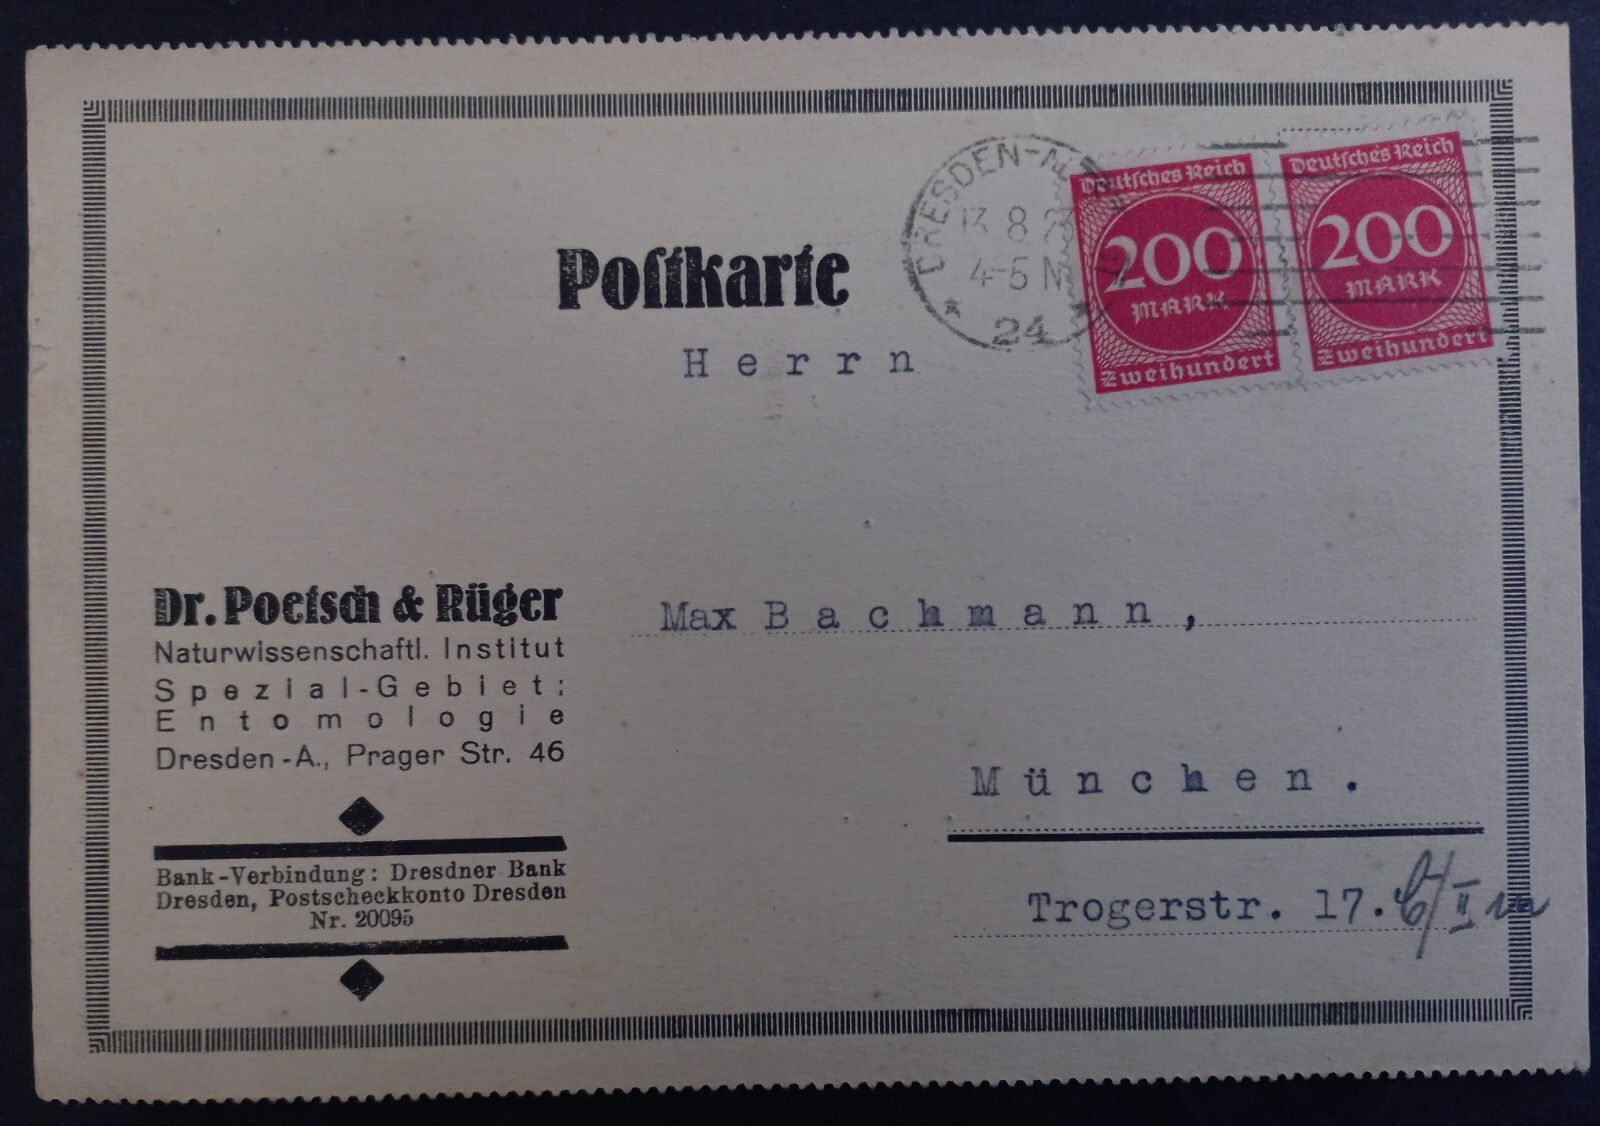 Postkarte
Herrn
DRESDEN-N.
13.8.23
4-5 N
* 24
Deutsches Reich
200
MARK
Zweihundert
Deutsches Reich
200
MARK
Zweihundert
Dr. Poetsch & Rüger
Naturwissenschaftl. Institut
Spezial-Gebiet:
Entomologie
Dresden-A., Prager Str. 46
Bank-Verbindung: Dresdner Bank
Dresden, Postscheckkonto Dresden
Nr. 20095
Max Bachmann,
München.
Trogerstr. 17.